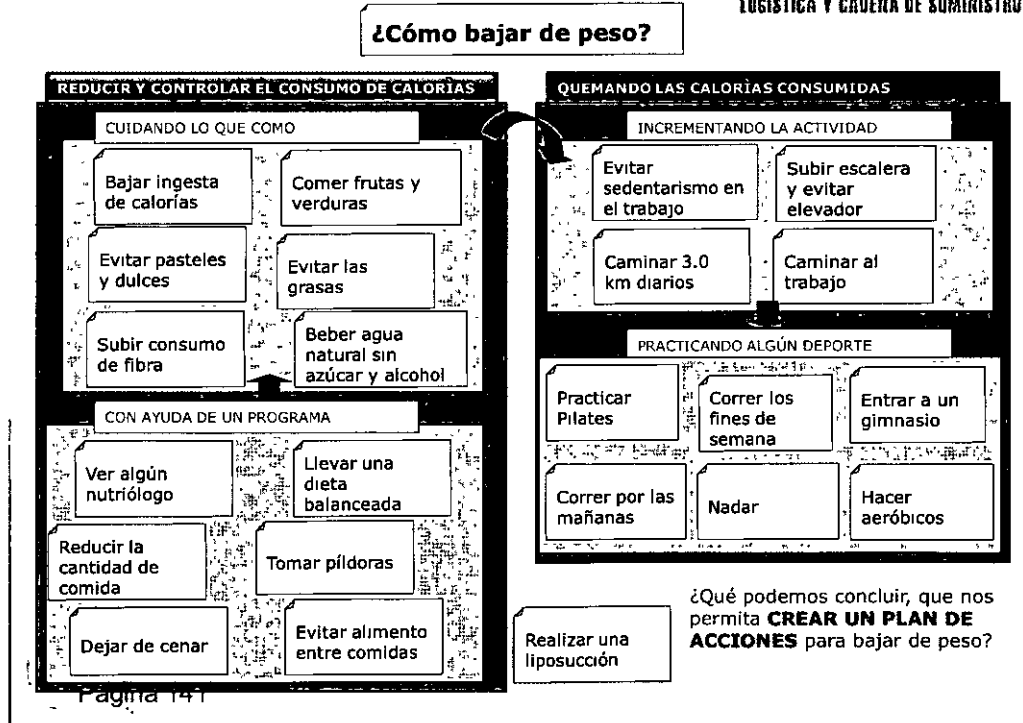 LOGÍSTICA Y CADENA DE SUMINISTRO
¿Cómo bajar de peso?
REDUCIR Y CONTROLAR EL CONSUMO DE CALORÍAS
CUIDANDO LO QUE COMO
Bajar ingesta
de calorías
Comer frutas y
verduras
Evitar pasteles
y dulces
Evitar las
grasas
Subir consumo
de fibra
Beber agua
natural sin
azúcar y alcohol
CON AYUDA DE UN PROGRAMA
Ver algún
nutriólogo
Llevar una
dieta
balanceada
Reducir la
cantidad de
comida
Tomar píldoras
Dejar de cenar
Evitar alimento
entre comidas
QUEMANDO LAS CALORÌAS CONSUMIDAS
INCREMENTANDO LA ACTIVIDAD
Evitar
sedentarismo en
el trabajo
Subir escalera
y evitar
elevador
Caminar 3.0
km diarios
Caminar al
trabajo
PRACTICANDO ALGÚN DEPORTE
Practicar
Pilates
Correr los
fines de
semana
Entrar a un
gimnasio
Correr por las
mañanas
Nadar
Hacer
aeróbicos
Realizar una
liposucción
¿Qué podemos concluir, que nos
permita CREAR UN PLAN DE
ACCIONES para bajar de peso?
Página 141